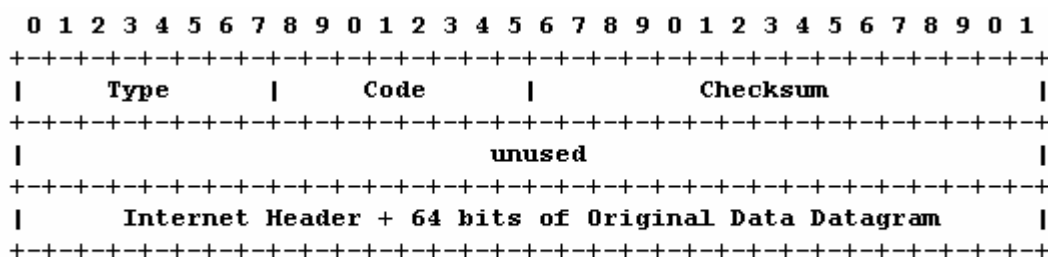 0 1 2 3 4 5 6 7 8 9 0 1 2 3 4 5 6 7 8 9 0 1 2 3 4 5 6 7 8 9 0 1
+-+-+-+-+-+-+-+-+-+-+-+-+-+-+-+-+-+-+-+-+-+-+-+-+-+-+-+-+-+-+-+-+
| Type | Code | Checksum |
+-+-+-+-+-+-+-+-+-+-+-+-+-+-+-+-+-+-+-+-+-+-+-+-+-+-+-+-+-+-+-+-+
| unused |
+-+-+-+-+-+-+-+-+-+-+-+-+-+-+-+-+-+-+-+-+-+-+-+-+-+-+-+-+-+-+-+-+
| Internet Header + 64 bits of Original Data Datagram |
+-+-+-+-+-+-+-+-+-+-+-+-+-+-+-+-+-+-+-+-+-+-+-+-+-+-+-+-+-+-+-+-+